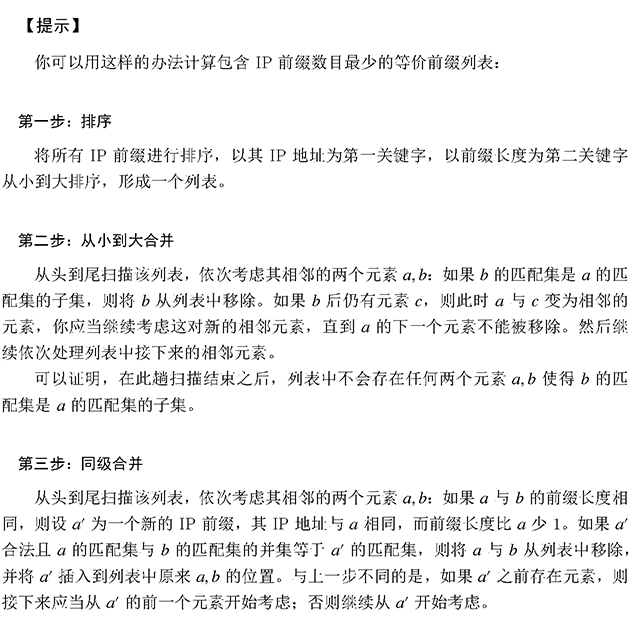 【提示】
你可以用这样的办法计算包含 IP 前缀数目最少的等价前缀列表：
第一步：排序
将所有 IP 前缀进行排序，以其 IP 地址为第一关键字，以前缀长度为第二关键字
从小到大排序，形成一个列表。
第二步：从小到大合并
从头到尾扫描该列表，依次考虑其相邻的两个元素 a,b：如果 b 的匹配集是 a 的匹
配集的子集，则将 b 从列表中移除。如果 b 后仍有元素 c，则此时 a 与 c 变为相邻的
元素，你应当继续考虑这对新的相邻元素，直到 a 的下一个元素不能被移除。然后继
续依次处理列表中接下来的相邻元素。
可以证明，在此趟扫描结束之后，列表中不会存在任何两个元素 a,b 使得 b 的匹
配集是 a 的匹配集的子集。
第三步：同级合并
从头到尾扫描该列表，依次考虑其相邻的两个元素 a,b：如果 a 与 b 的前缀长度相
同，则设 a′ 为一个新的 IP 前缀，其 IP 地址与 a 相同，而前缀长度比 a 少 1。如果 a′
合法且 a 的匹配集与 b 的匹配集的并集等于 a′ 的匹配集，则将 a 与 b 从列表中移除，
并将 a′ 插入到列表中原来 a,b 的位置。与上一步不同的是，如果 a′ 之前存在元素，则
接下来应当从 a′ 的前一个元素开始考虑；否则继续从 a′ 开始考虑。